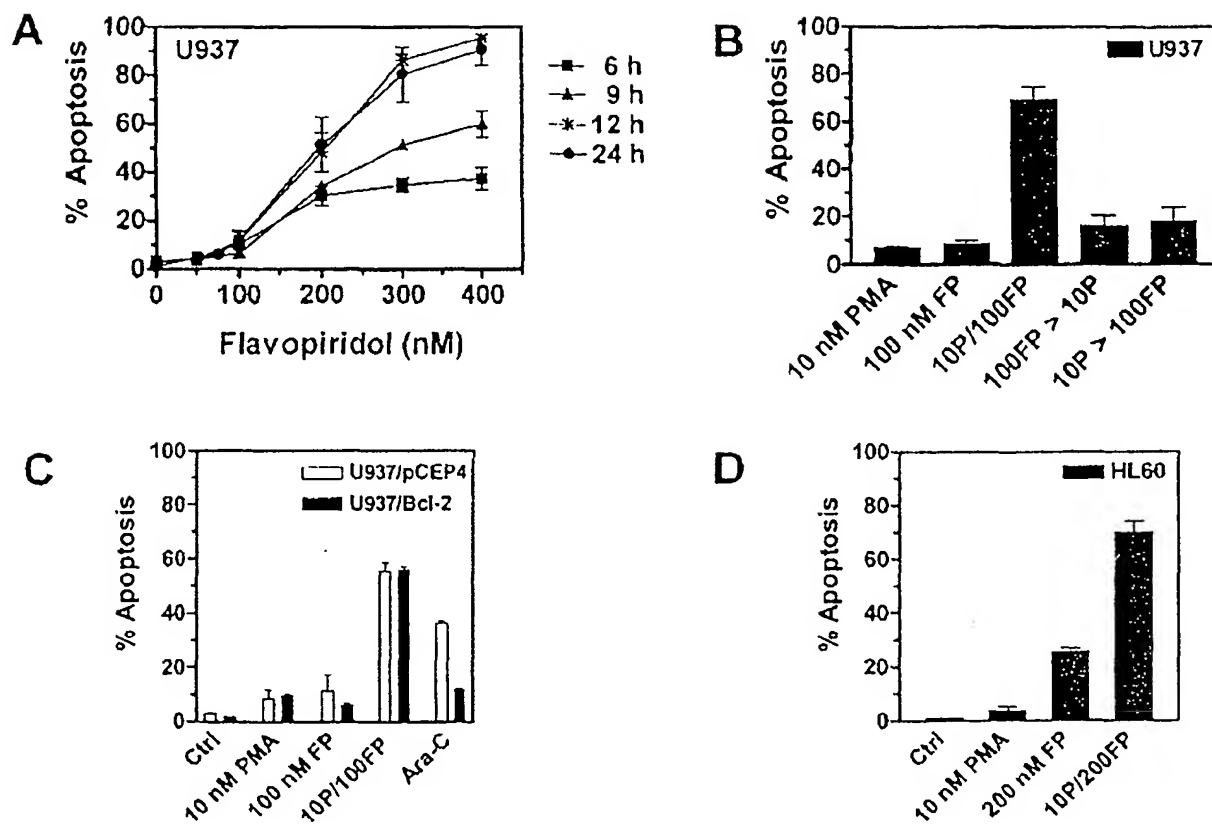 A
U937
% Apoptosis
100
80
60
40
20
0
0 100 200 300 400
Flavopiridol (nM)
6 h
9 h
12 h
24 h
B
U937
% Apoptosis
100
80
60
40
20
0
10 nM PMA
100 nM FP
10P/100FP
100FP > 10P
10P > 100FP
C
U937/pCEP4
U937/Bcl-2
% Apoptosis
100
80
60
40
20
0
Ctrl
10 nM PMA
100 nM FP
10P/100FP
Ara-C
D
HL60
% Apoptosis
100
80
60
40
20
0
Ctrl
10 nM PMA
200 nM FP
10P/200FP